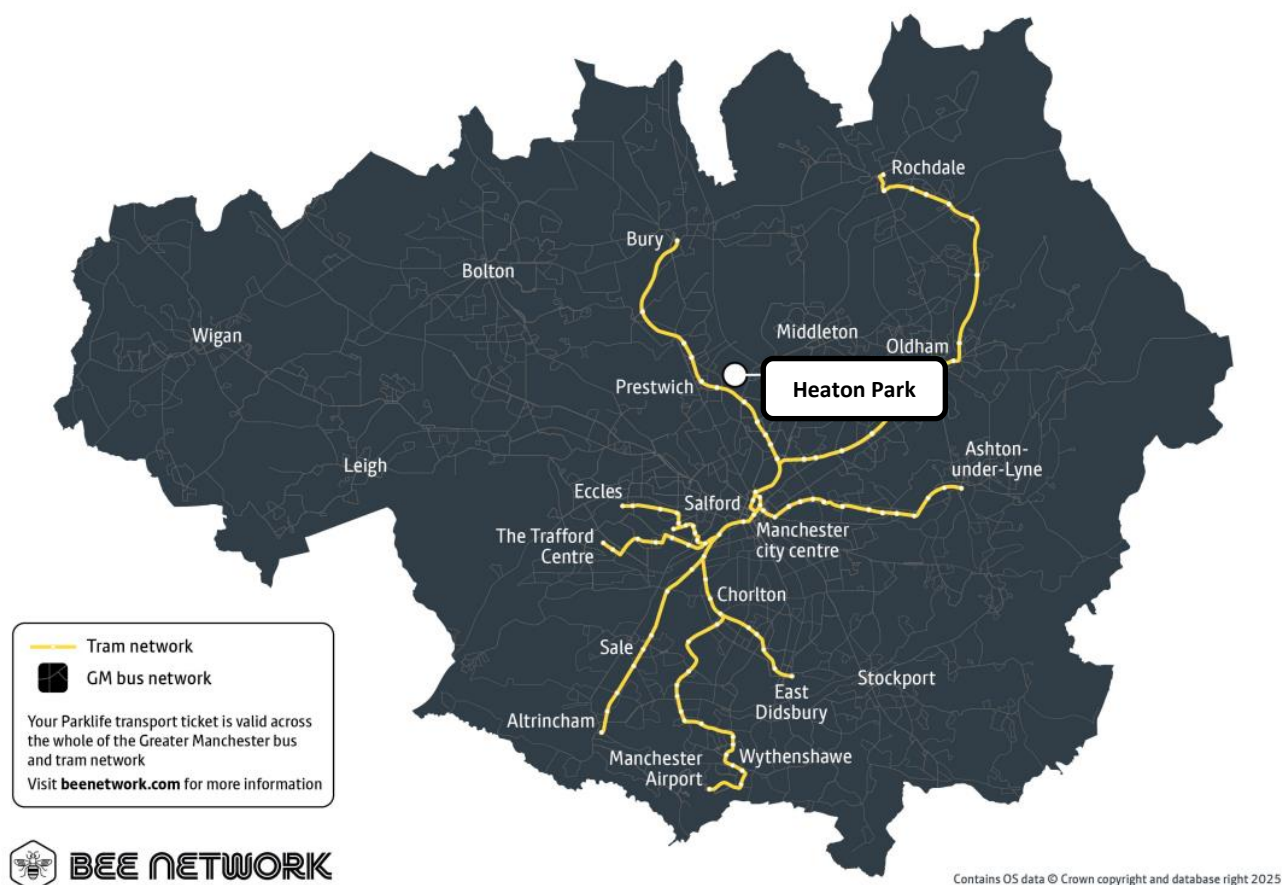 Rochdale
Bury
Bolton
Wigan
Middleton
Oldham
Prestwich
Heaton Park
Leigh
Ashton-
under-Lyne
Eccles
Salford
The Trafford
Centre
Manchester
city centre
Chorlton
Sale
Stockport
East
Didsbury
Altrincham
Manchester
Airport
Wythenshawe
Tram network
GM bus network
Your Parklife transport ticket is valid across
the whole of the Greater Manchester bus
and tram network
Visit beenetwork.com for more information
BEE NETWORK
Contains OS data © Crown copyright and database right 2025